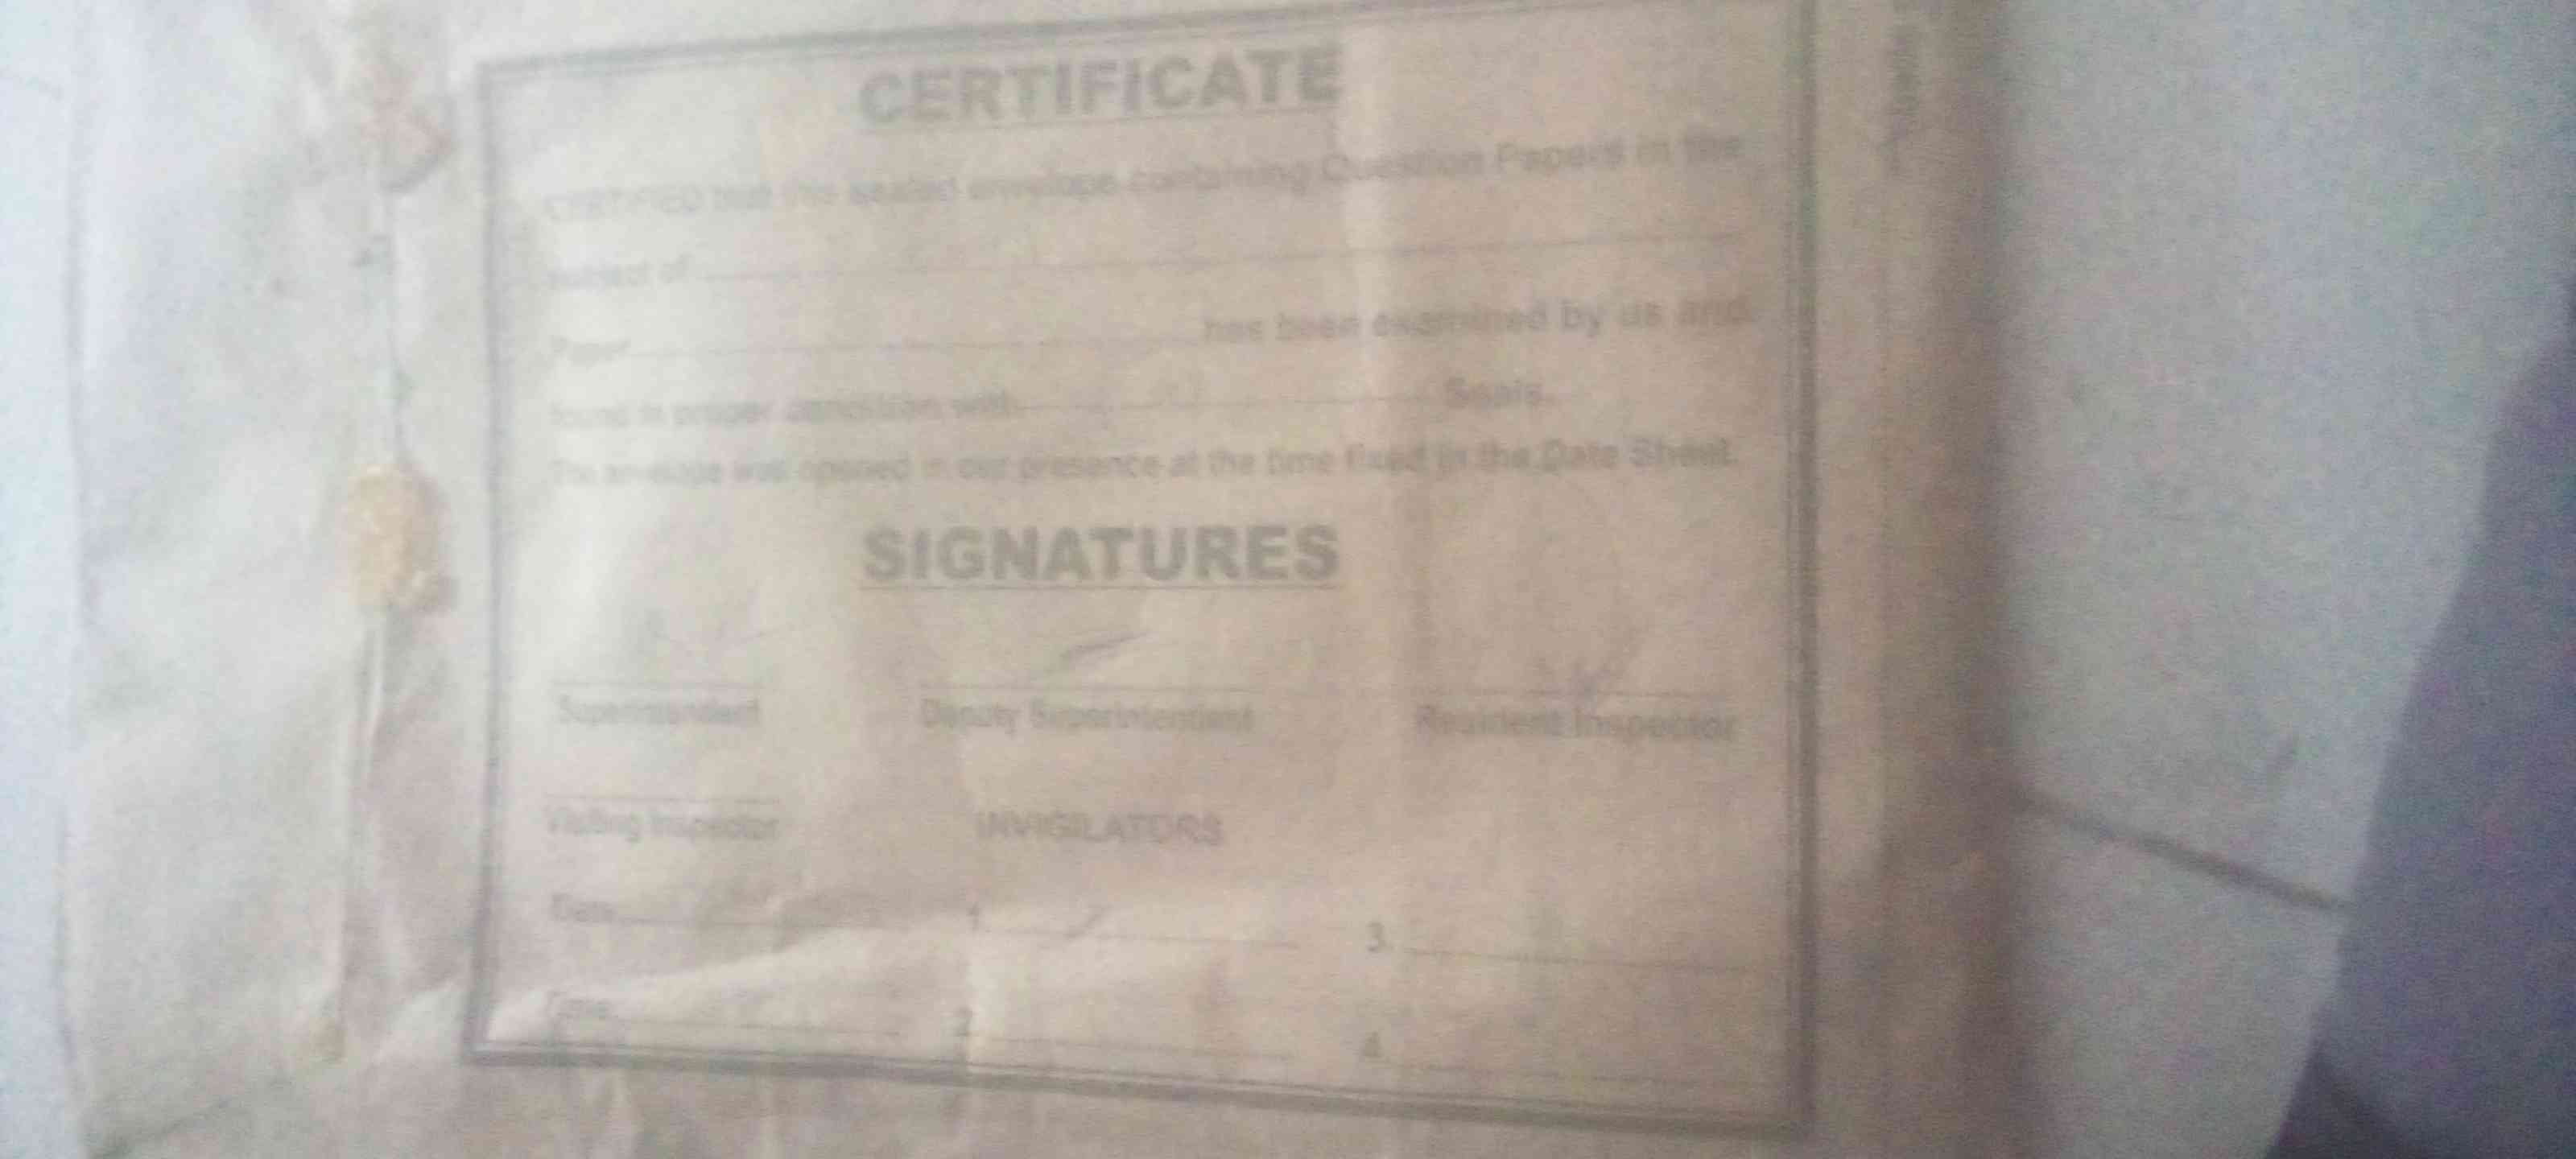 CERTIFICATE
CERTIFIED that this sealed envelope containing Question Papers in the
subject of
Paper has been examined by us and
found in proper condition with Seals.
The envelope was opened in our presence at the time fixed in the Date Sheet.
SIGNATURES
Superintendent Deputy Superintendent Resident Inspector
Visiting Inspector INVIGILATORS
Date 1 3
Time 2 4